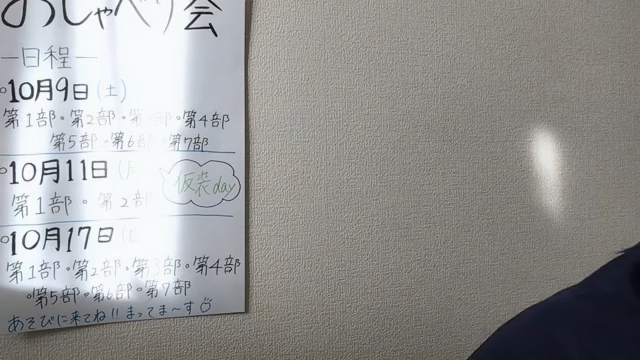 おしゃべり会
―日程―
○10月9日(土)
第1部・第2部・第3部・第4部
第5部・第6部・第7部
○10月11日(月
仮装day
第1部・第2部
○10月17日(日
第1部・第2部・第3部・第4部
・第5部・第6部・第7部
あそびに来てね!!まってま〜す